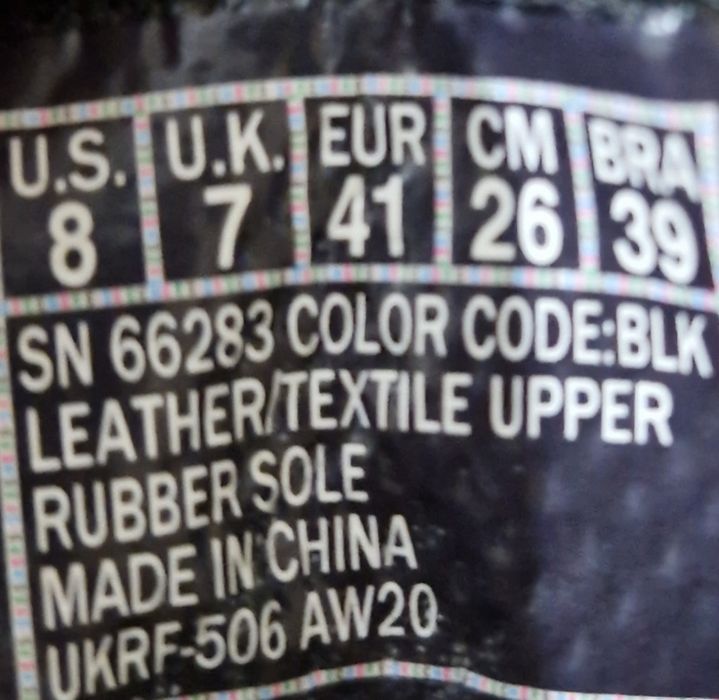 U.S. U.K. EUR CM BRA
8 7 41 26 39
SN 66283 COLOR CODE:BLK
LEATHER/TEXTILE UPPER
RUBBER SOLE
MADE IN CHINA
UKRF-506 AW20